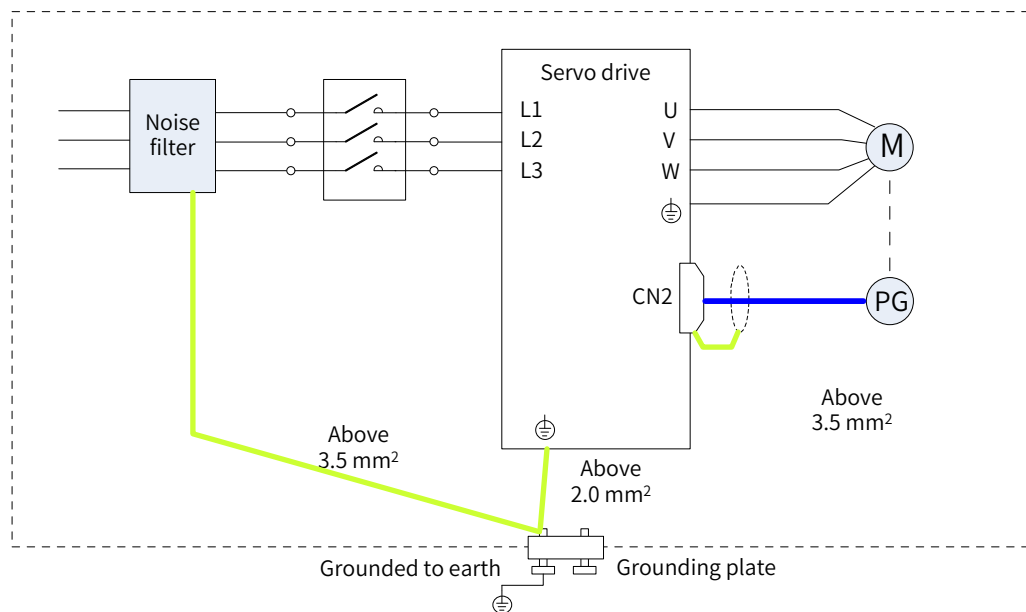 Servo drive
Noise
filter
L1
L2
L3
U
V
W
M
CN2
PG
Above
3.5 mm²
Above
3.5 mm²
Above
2.0 mm²
Grounded to earth
Grounding plate